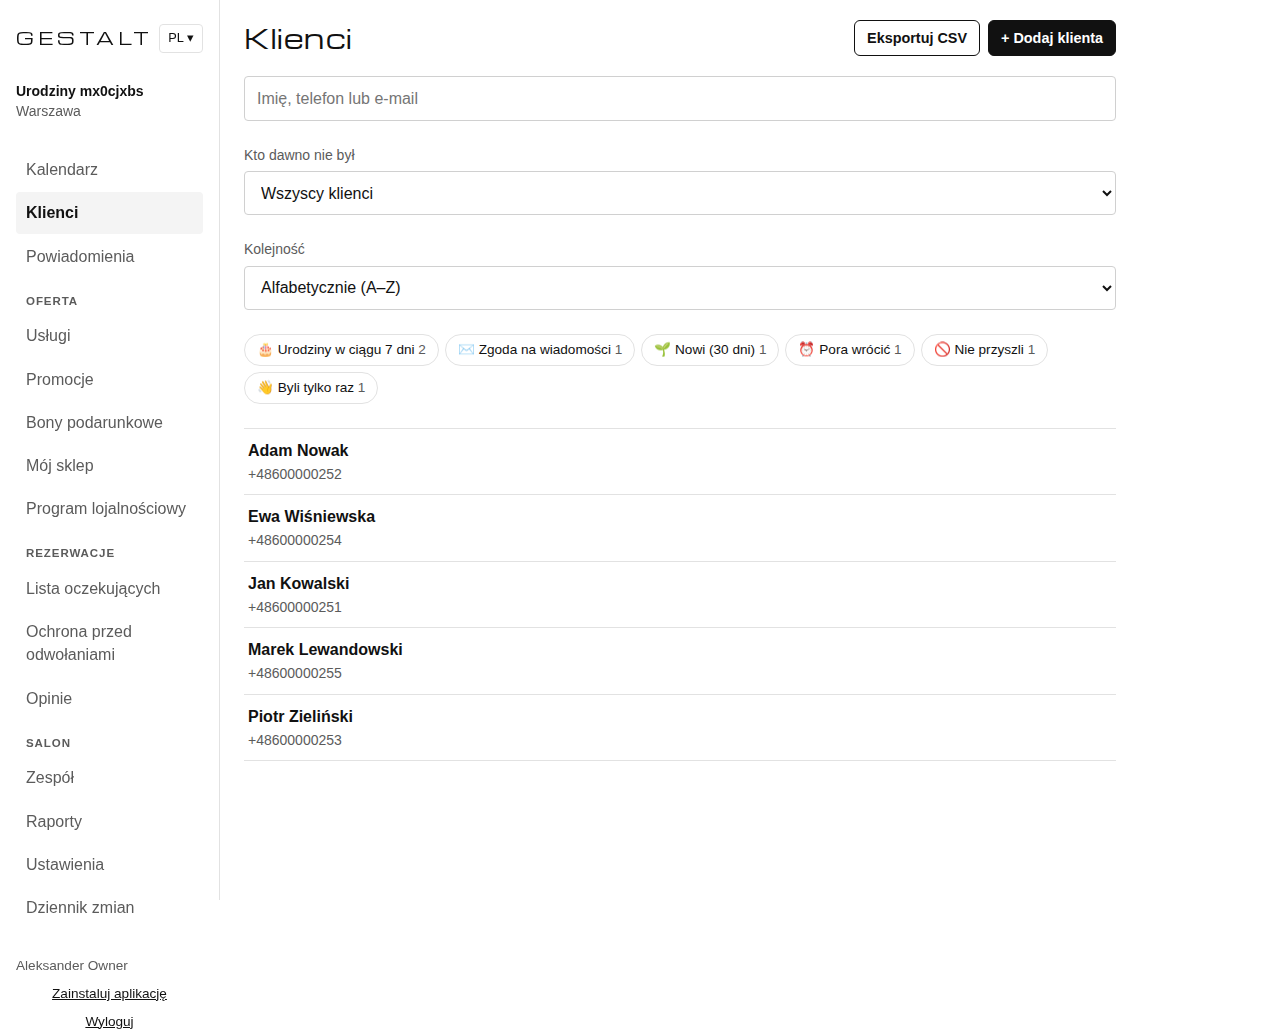 GESTALT
PL ▾
Urodziny mx0cjxbs
Warszawa
Kalendarz
Klienci
Powiadomienia
OFERTA
Usługi
Promocje
Bony podarunkowe
Mój sklep
Program lojalnościowy
REZERWACJE
Lista oczekujących
Ochrona przed
odwołaniami
Opinie
SALON
Zespół
Raporty
Ustawienia
Dziennik zmian
Aleksander Owner
Zainstaluj aplikację
Wyloguj
Klienci
Eksportuj CSV
+ Dodaj klienta
Imię, telefon lub e-mail
Kto dawno nie był
Wszyscy klienci
Kolejność
Alfabetycznie (A–Z)
🎂 Urodziny w ciągu 7 dni 2
✉️ Zgoda na wiadomości 1
🌱 Nowi (30 dni) 1
⏰ Pora wrócić 1
🚫 Nie przyszli 1
👋 Byli tylko raz 1
Adam Nowak
+48600000252
Ewa Wiśniewska
+48600000254
Jan Kowalski
+48600000251
Marek Lewandowski
+48600000255
Piotr Zieliński
+48600000253